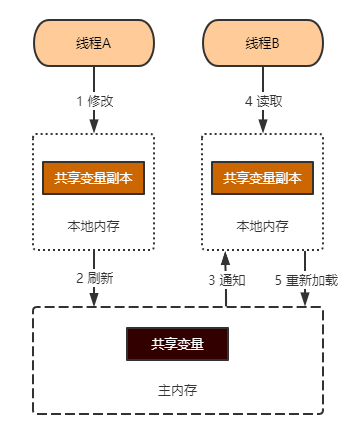 线程A
线程B
1 修改
4 读取
共享变量副本
共享变量副本
本地内存
本地内存
2 刷新
3 通知
5 重新加载
共享变量
主内存